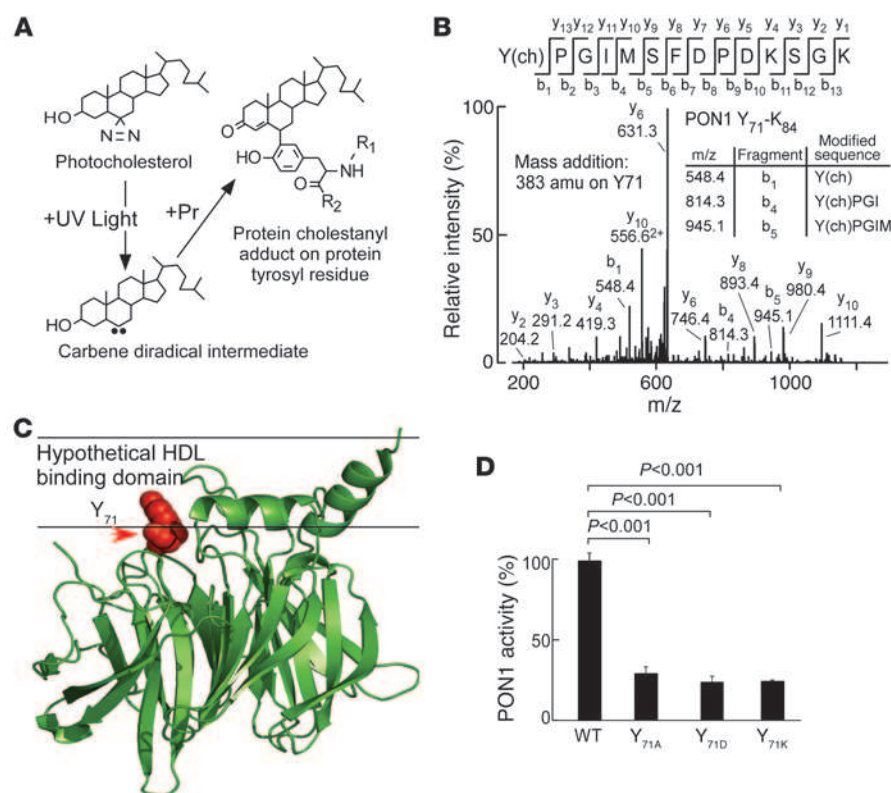 A
HO
N=N
Photocholesterol
+UV Light
+Pr
HO
Carbene diradical intermediate
O
HO
R1
NH
O
R2
Protein cholestanyl
adduct on protein
tyrosyl residue
B
y13 y12 y11 y10 y9 y8 y7 y6 y5 y4 y3 y2 y1
Y(ch) P G I M S F D P D K S G K
b1 b2 b3 b4 b5 b6 b7 b8 b9 b10 b11 b12 b13
Relative intensity (%)
100
50
0
200
600
1000
m/z
Mass addition:
383 amu on Y71
PON1 Y71-K84
m/z Fragment Modified sequence
548.4 b1 Y(ch)
814.3 b4 Y(ch)PGI
945.1 b5 Y(ch)PGIM
y2
204.2
y3
291.2
y4
419.3
b1
548.4
y10
556.6 2+
y6
631.3
y6
746.4
b4
814.3
y8
893.4
b5
945.1
y9
980.4
y10
1111.4
C
Hypothetical HDL
binding domain
Y71
D
P<0.001
P<0.001
P<0.001
PON1 activity (%)
100
50
0
WT Y71A Y71D Y71K